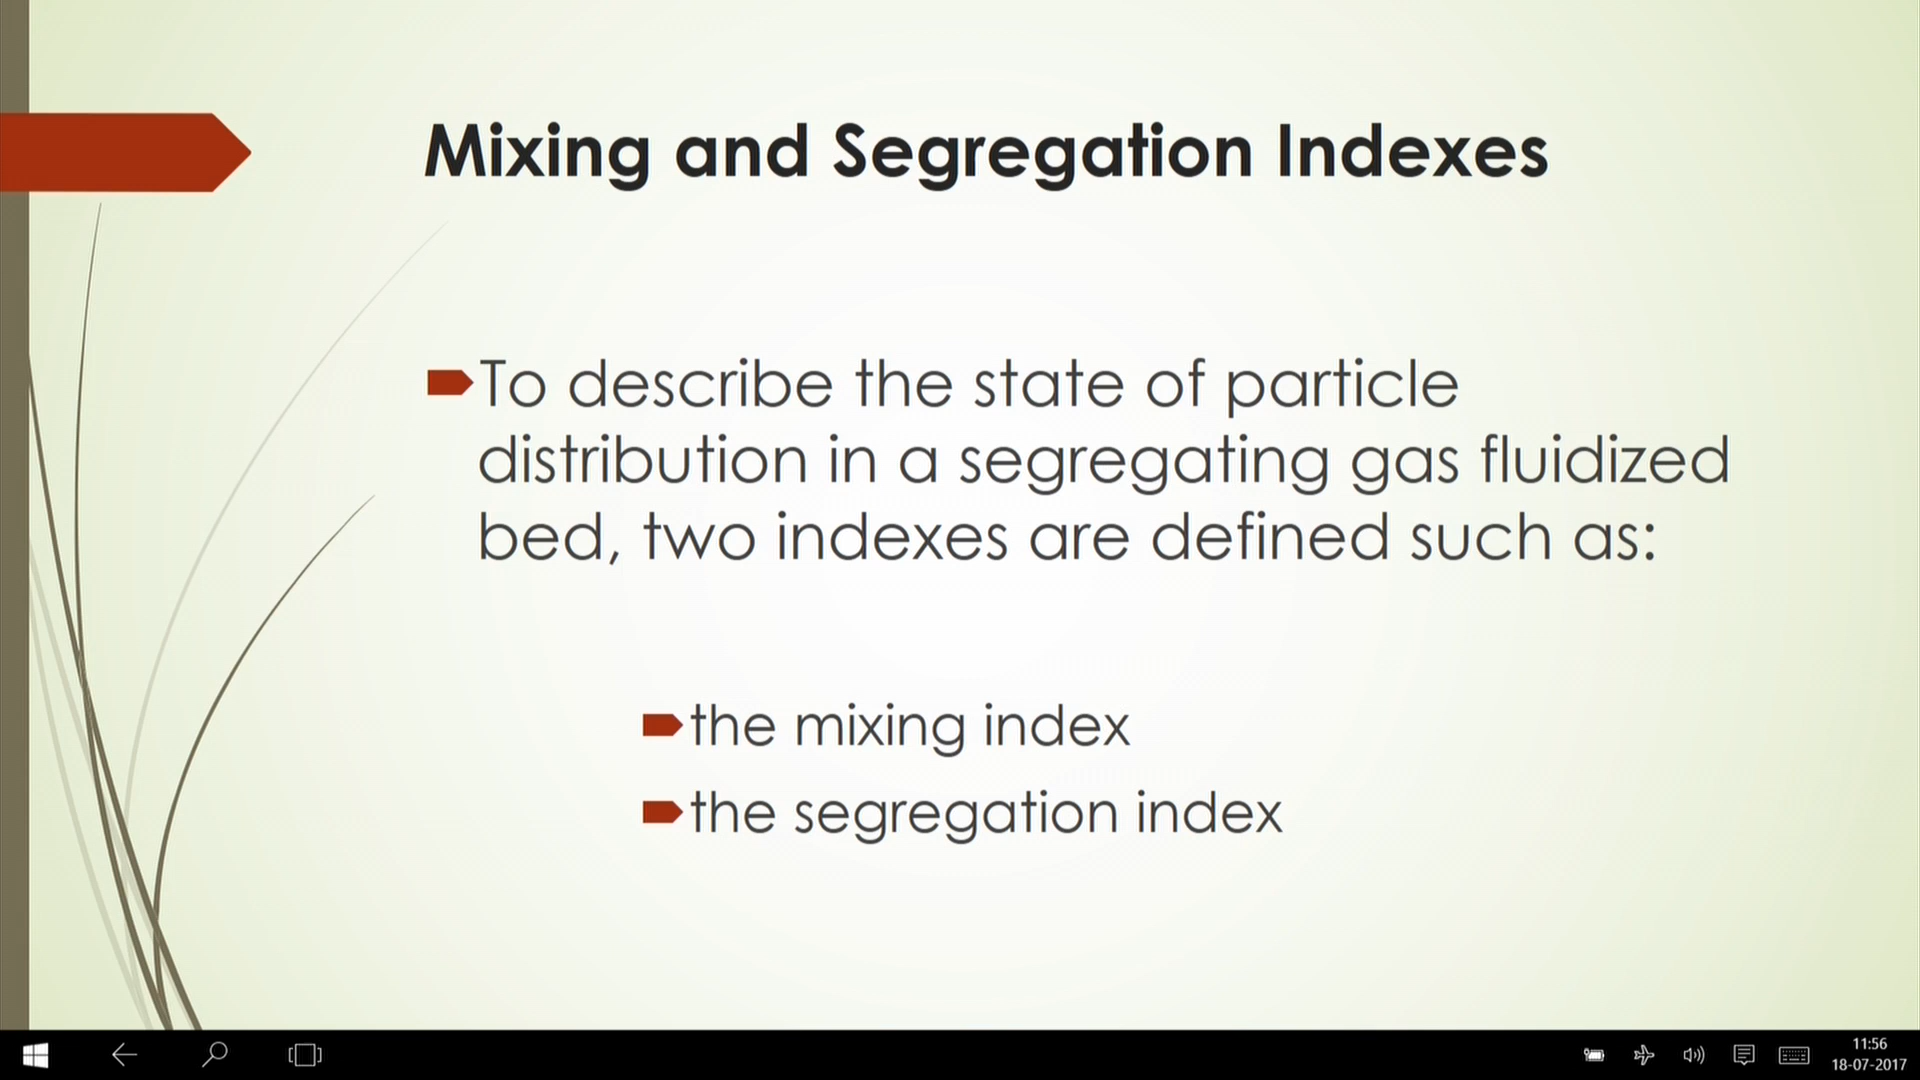 Mixing and Segregation Indexes
To describe the state of particle
distribution in a segregating gas fluidized
bed, two indexes are defined such as:
the mixing index
the segregation index
11:56
18-07-2017